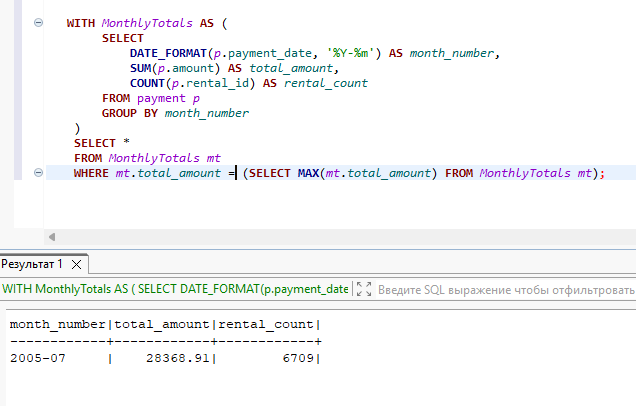 WITH MonthlyTotals AS (
SELECT
DATE_FORMAT(p.payment_date, '%Y-%m') AS month_number,
SUM(p.amount) AS total_amount,
COUNT(p.rental_id) AS rental_count
FROM payment p
GROUP BY month_number
)
SELECT *
FROM MonthlyTotals mt
WHERE mt.total_amount = (SELECT MAX(mt.total_amount) FROM MonthlyTotals mt);
Результат 1
WITH MonthlyTotals AS ( SELECT DATE_FORMAT(p.payment_date Введите SQL выражение чтобы отфильтровать
month_number|total_amount|rental_count|
------------+------------+------------+
2005-07     |    28368.91|        6709|